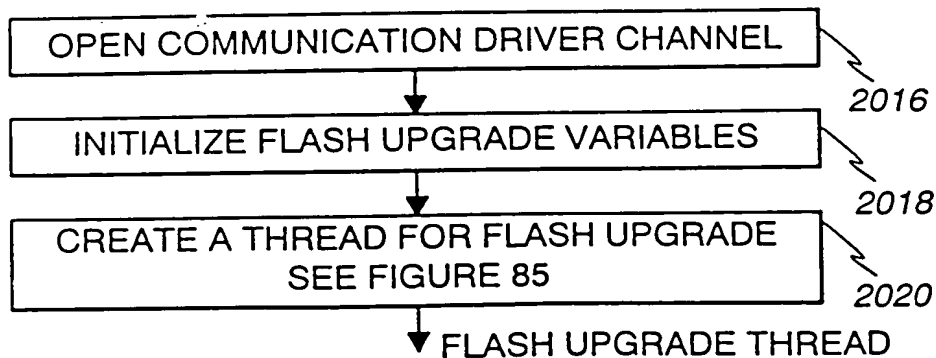 OPEN COMMUNICATION DRIVER CHANNEL
2016
INITIALIZE FLASH UPGRADE VARIABLES
2018
CREATE A THREAD FOR FLASH UPGRADE
SEE FIGURE 85
2020
FLASH UPGRADE THREAD